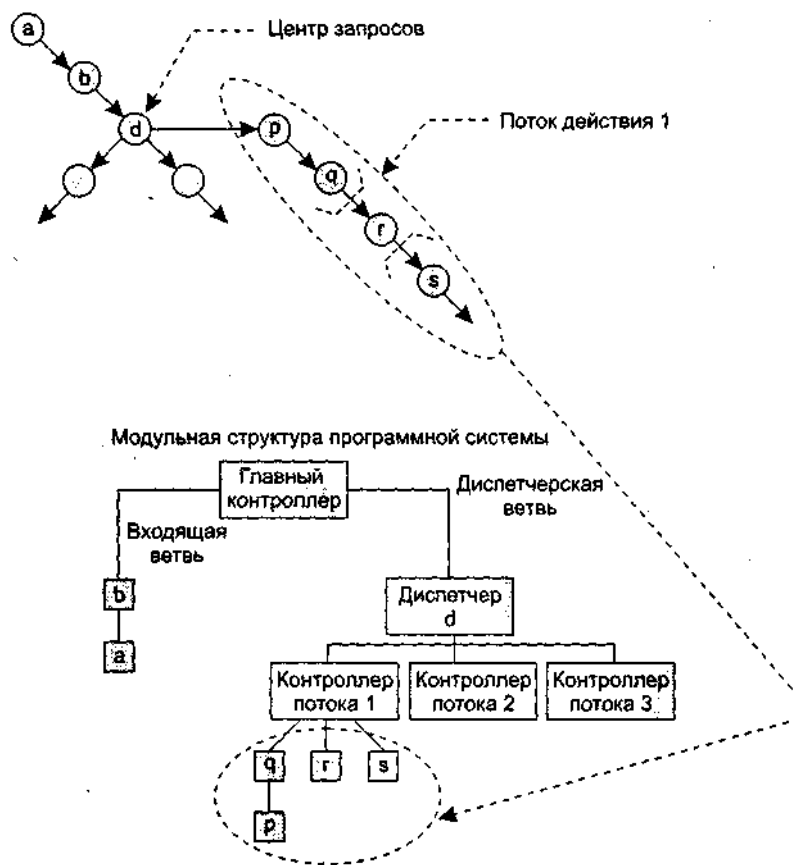 a
Центр запросов
b
d
p
Поток действия 1
q
r
s
Модульная структура программной системы
Главный
контроллер
Диспетчерская
ветвь
Входящая
ветвь
b
Диспетчер
d
a
Контроллер
потока 1
Контроллер
потока 2
Контроллер
потока 3
q
r
s
p